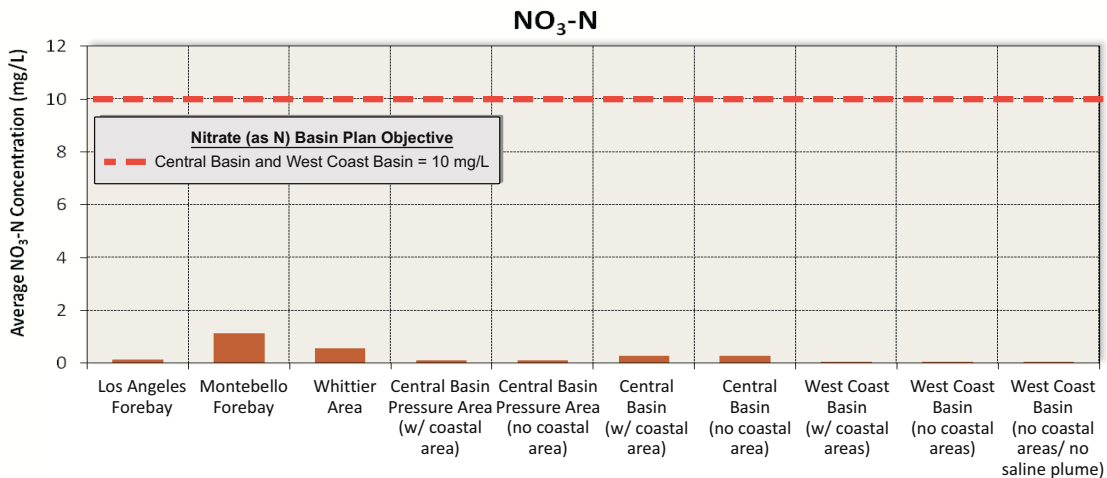 NO₃-N
Average NO₃-N Concentration (mg/L)
12
10
8
6
4
2
0
Nitrate (as N) Basin Plan Objective
Central Basin and West Coast Basin = 10 mg/L
Los Angeles
Forebay
Montebello
Forebay
Whittier
Area
Central Basin
Pressure Area
(w/ coastal
area)
Central Basin
Pressure Area
(no coastal
area)
Central
Basin
(w/ coastal
area)
Central
Basin
(no coastal
area)
West Coast
Basin
(w/ coastal
areas)
West Coast
Basin
(no coastal
areas)
West Coast
Basin
(no coastal
areas/ no
saline plume)